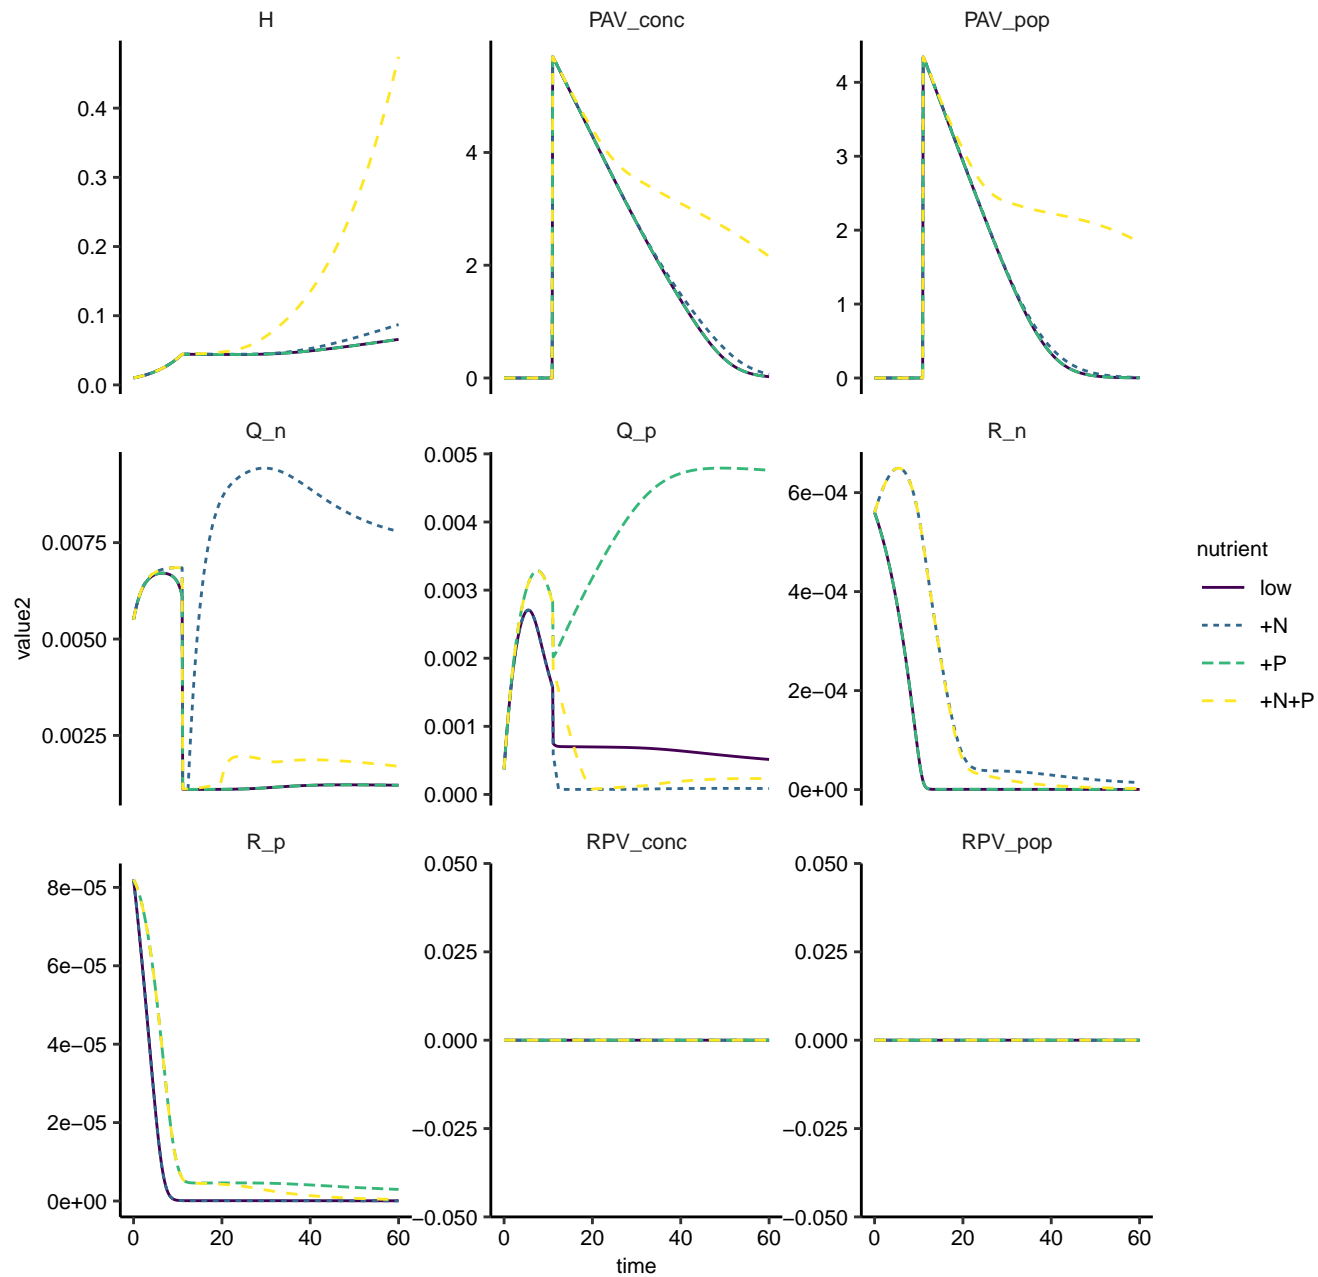 H PAV_conc PAV_pop
0.4
0.3
0.2
0.1
0.0
4
2
0
4
3
2
1
0
Q_n Q_p R_n
0.0075
0.0050
0.0025
0.005
0.004
0.003
0.002
0.001
0.000
6e−04
4e−04
2e−04
0e+00
R_p RPV_conc RPV_pop
8e−05
6e−05
4e−05
2e−05
0e+00
0.050
0.025
0.000
−0.025
−0.050
0.050
0.025
0.000
−0.025
−0.050
0 20 40 60 0 20 40 60 0 20 40 60
time
value2
nutrient
low
+N
+P
+N+P